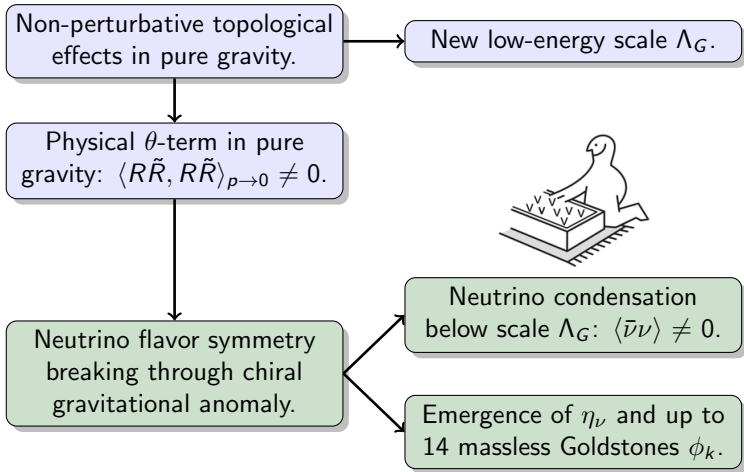 Non-perturbative topological
effects in pure gravity.
New low-energy scale Λ_G.
Physical θ-term in pure
gravity: ⟨RR̃, RR̃⟩_{p→0} ≠ 0.
Neutrino condensation
below scale Λ_G: ⟨ν̄ν⟩ ≠ 0.
Neutrino flavor symmetry
breaking through chiral
gravitational anomaly.
Emergence of η_ν and up to
14 massless Goldstones ϕ_k.